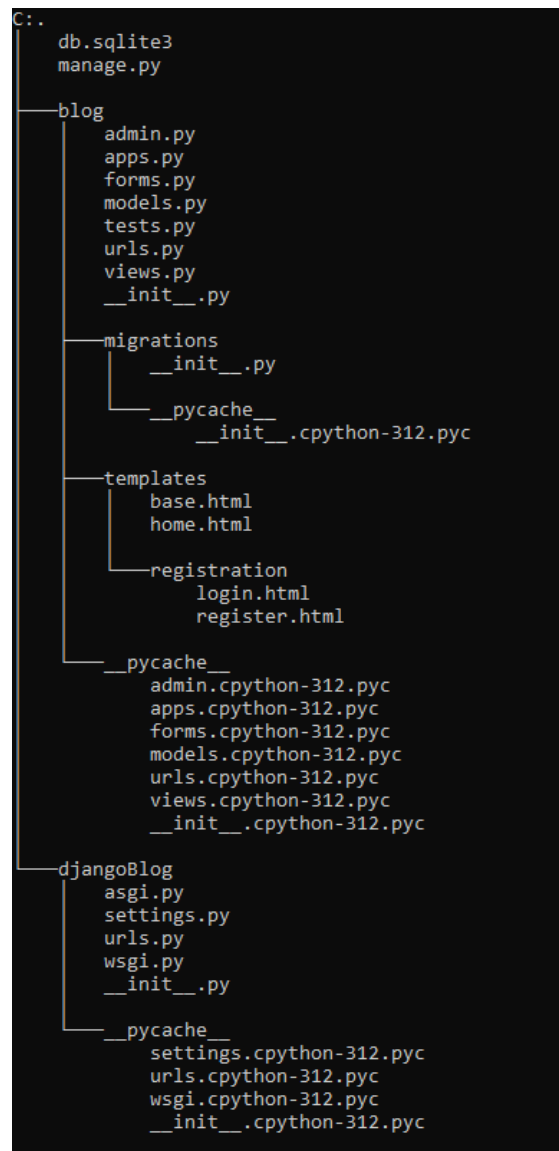 C:.
db.sqlite3
manage.py
blog
admin.py
apps.py
forms.py
models.py
tests.py
urls.py
views.py
__init__.py
migrations
__init__.py
__pycache__
__init__.cpython-312.pyc
templates
base.html
home.html
registration
login.html
register.html
__pycache__
admin.cpython-312.pyc
apps.cpython-312.pyc
forms.cpython-312.pyc
models.cpython-312.pyc
urls.cpython-312.pyc
views.cpython-312.pyc
__init__.cpython-312.pyc
djangoBlog
asgi.py
settings.py
urls.py
wsgi.py
__init__.py
__pycache__
settings.cpython-312.pyc
urls.cpython-312.pyc
wsgi.cpython-312.pyc
__init__.cpython-312.pyc